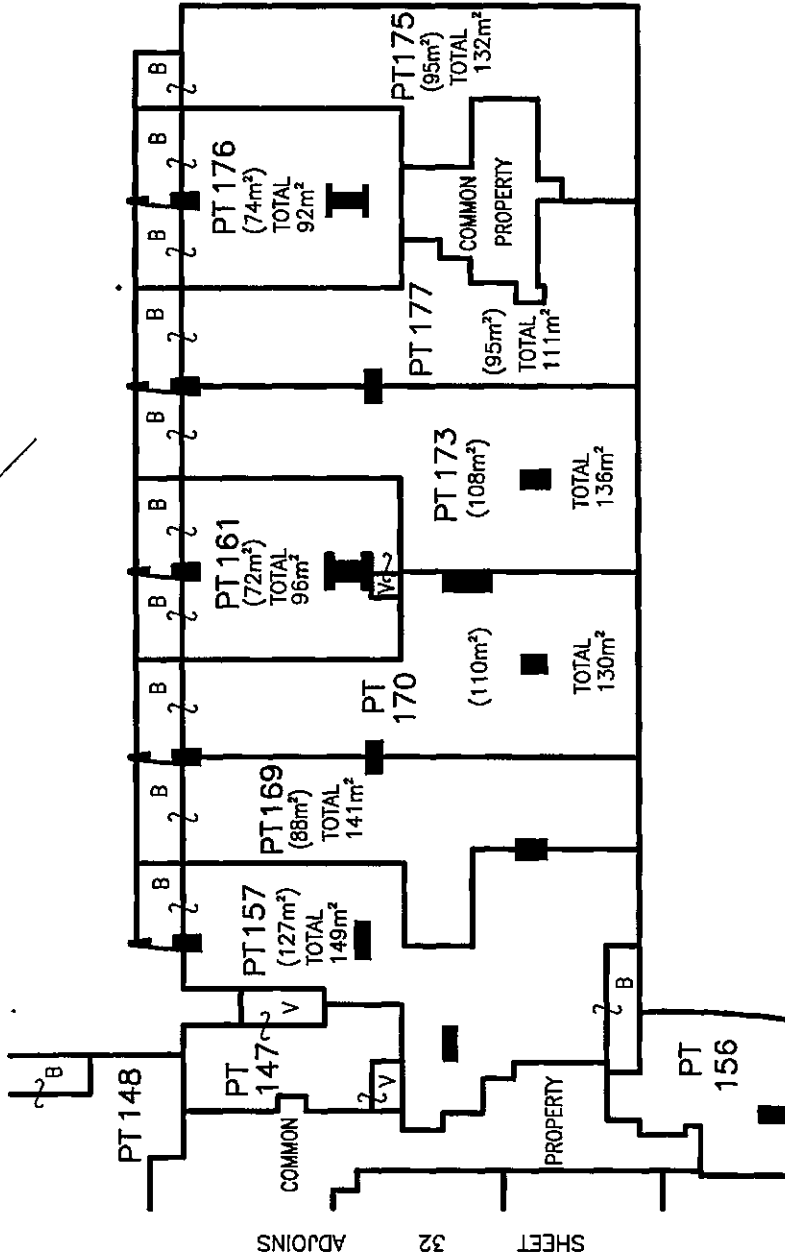 B
PT175
(95m²)
TOTAL
132m²
B
B
PT176
(74m²)
TOTAL
92m²
COMMON
PROPERTY
B
PT177
(95m²)
TOTAL
111m²
B
PT173
(108m²)
TOTAL
136m²
B
B
PT161
(72m²)
TOTAL
96m²
V
B
PT
170
(110m²)
TOTAL
130m²
B
PT169
(88m²)
TOTAL
141m²
B
PT157
(127m²)
TOTAL
149m²
V
B
PT
147
V
B
PT148
COMMON
PROPERTY
PT
156
SHEET 32 ADJOINS